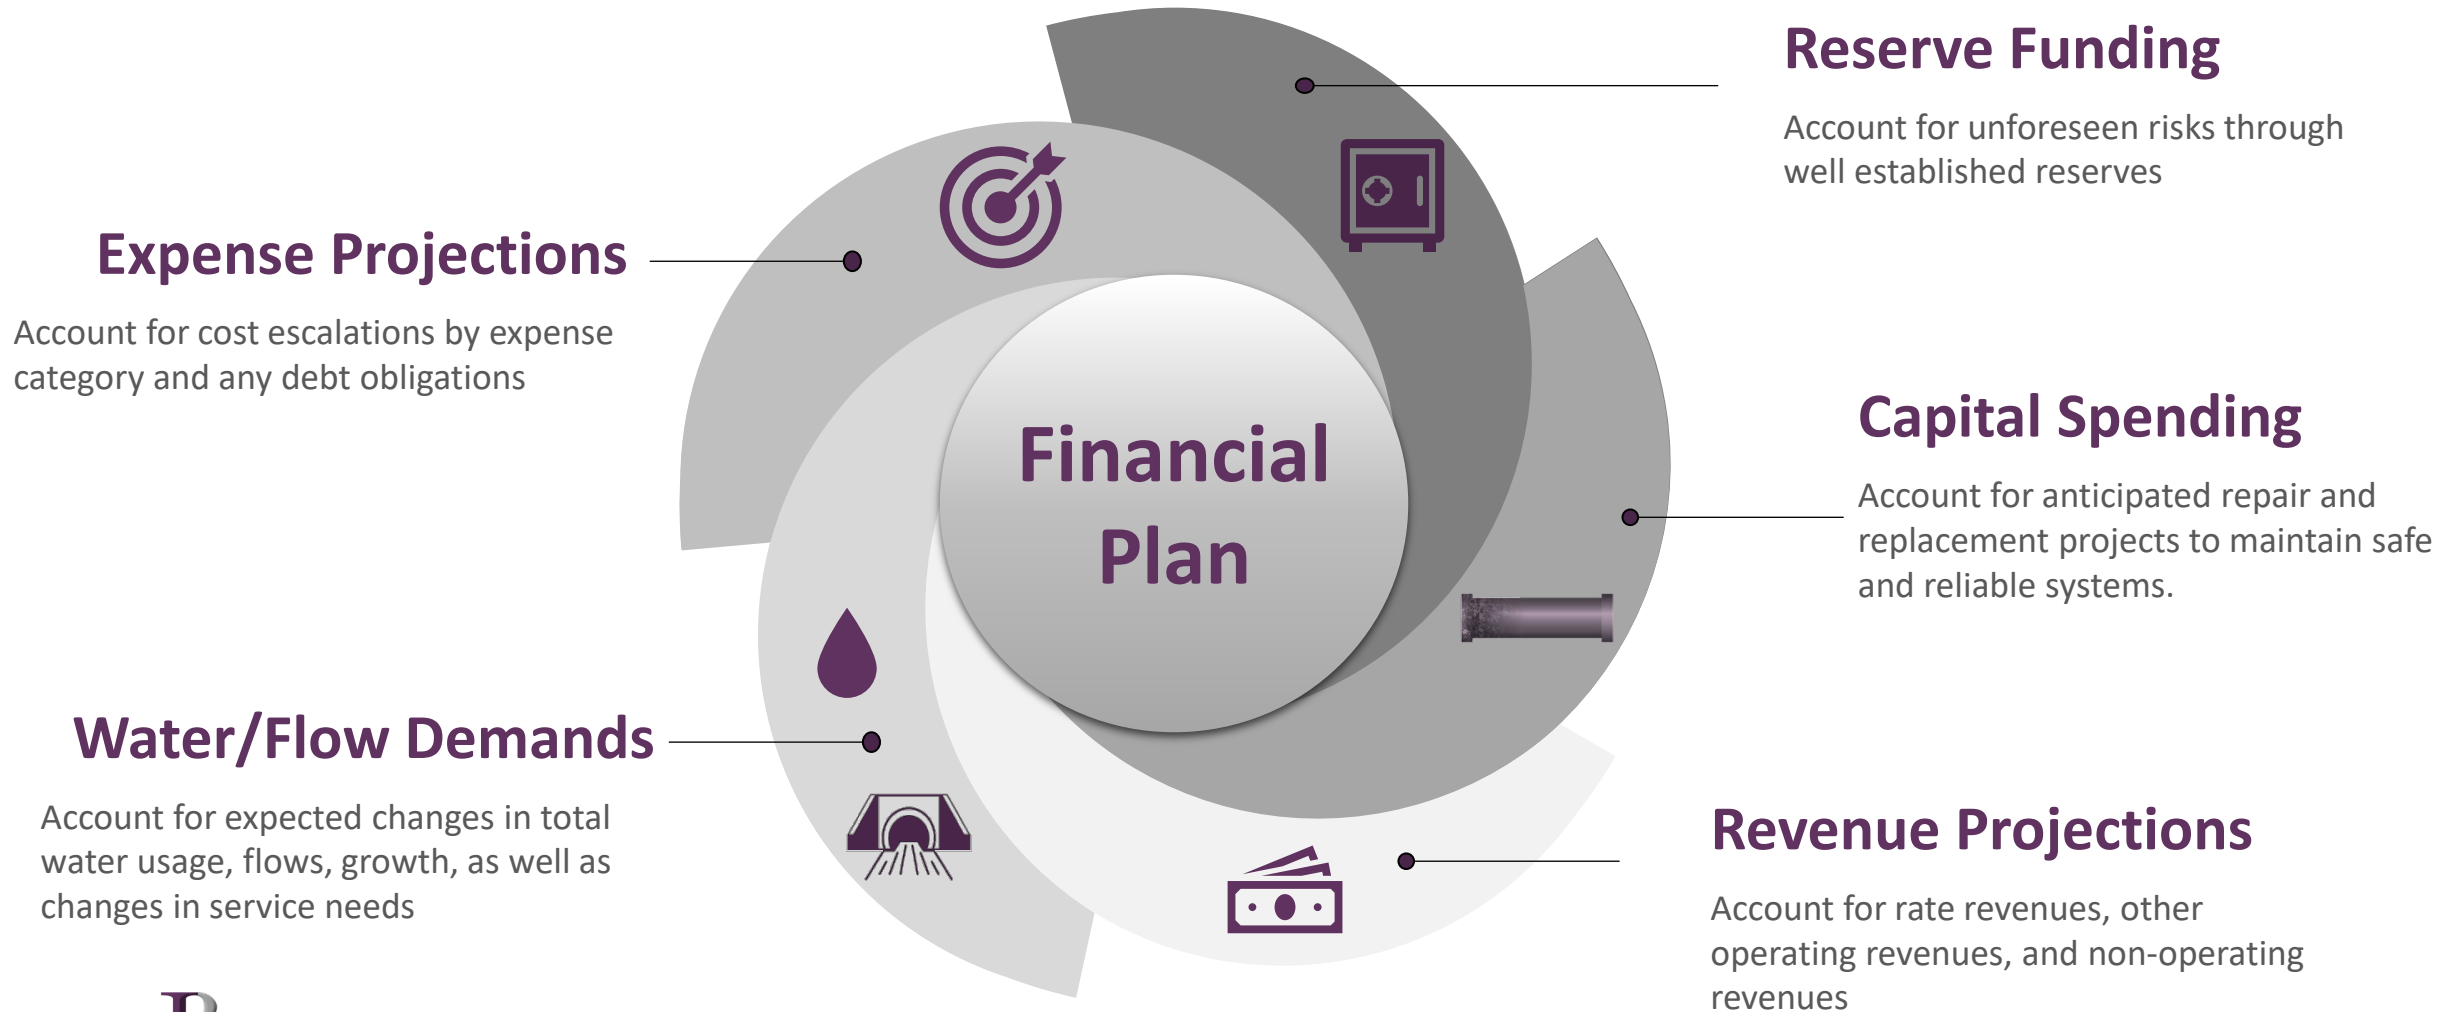 Reserve Funding
Account for unforeseen risks through
well established reserves
Expense Projections
Account for cost escalations by expense
category and any debt obligations
Financial
Plan
Capital Spending
Account for anticipated repair and
replacement projects to maintain safe
and reliable systems.
Water/Flow Demands
Account for expected changes in total
water usage, flows, growth, as well as
changes in service needs
Revenue Projections
Account for rate revenues, other
operating revenues, and non-operating
revenues